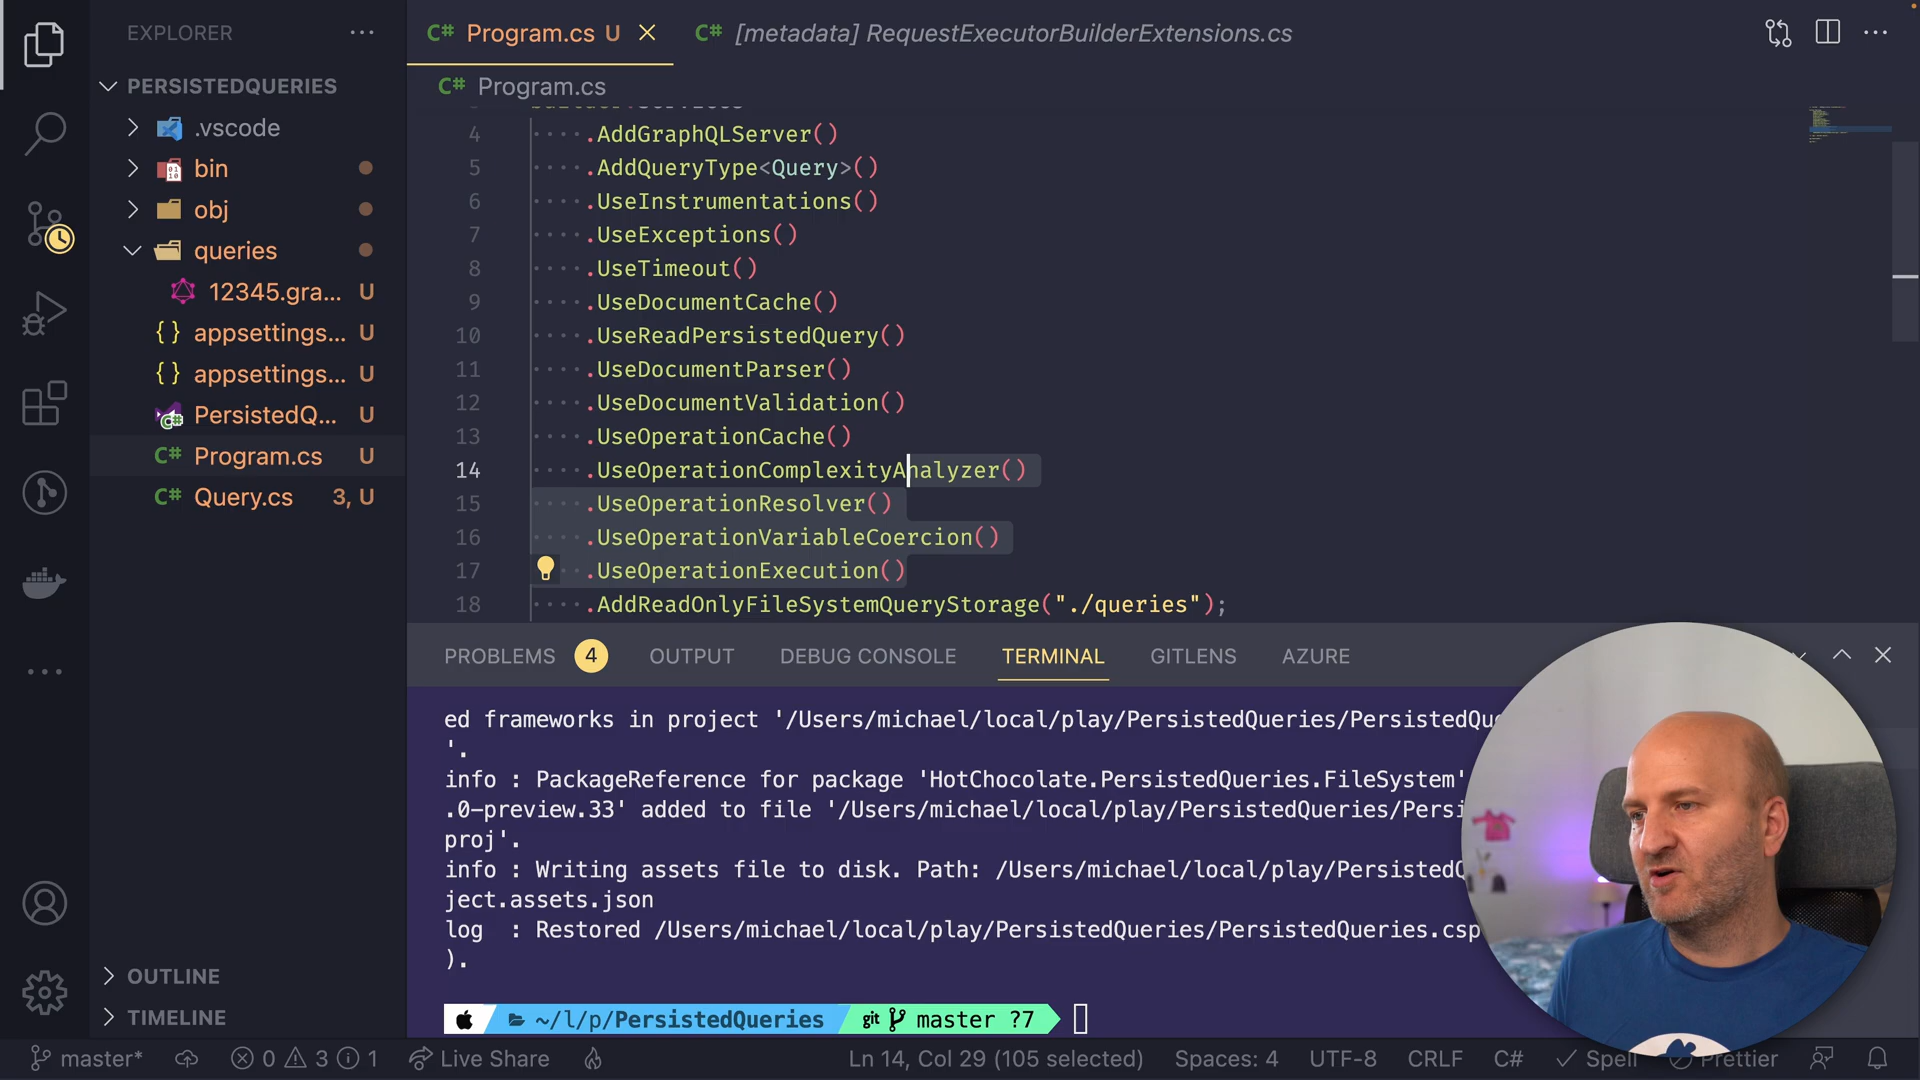 EXPLORER
PERSISTEDQUERIES
.vscode
bin
obj
queries
12345.gra... U
appsettings... U
appsettings... U
PersistedQ... U
Program.cs U
Query.cs 3, U
OUTLINE
TIMELINE
C# Program.cs U
C# [metadata] RequestExecutorBuilderExtensions.cs
C# Program.cs
4 .AddGraphQLServer()
5 .AddQueryType<Query>()
6 .UseInstrumentations()
7 .UseExceptions()
8 .UseTimeout()
9 .UseDocumentCache()
10 .UseReadPersistedQuery()
11 .UseDocumentParser()
12 .UseDocumentValidation()
13 .UseOperationCache()
14 .UseOperationComplexityAnalyzer()
15 .UseOperationResolver()
16 .UseOperationVariableCoercion()
17 .UseOperationExecution()
18 .AddReadOnlyFileSystemQueryStorage("./queries");
PROBLEMS 4 OUTPUT DEBUG CONSOLE TERMINAL GITLENS AZURE
ed frameworks in project '/Users/michael/local/play/PersistedQueries/PersistedQue
'.
info : PackageReference for package 'HotChocolate.PersistedQueries.FileSystem'
.0-preview.33' added to file '/Users/michael/local/play/PersistedQueries/Persi
proj'.
info : Writing assets file to disk. Path: /Users/michael/local/play/PersistedQ
ject.assets.json
log : Restored /Users/michael/local/play/PersistedQueries/PersistedQueries.csp
).
~/l/p/PersistedQueries git master ?7
master* 0 3 1 Live Share Ln 14, Col 29 (105 selected) Spaces: 4 UTF-8 CRLF C# Spell Prettier